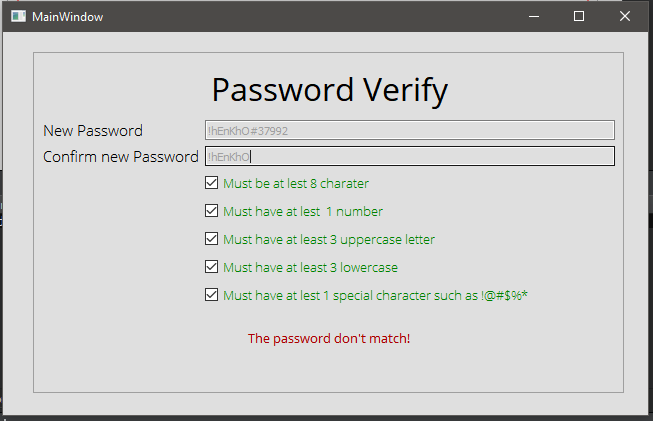 MainWindow
Password Verify
New Password !hEnKhO#37992
Confirm new Password !hEnKhO
Must be at lest 8 charater
Must have at lest 1 number
Must have at least 3 uppercase letter
Must have at least 3 lowercase
Must have at lest 1 special character such as !@#$%*
The password don't match!